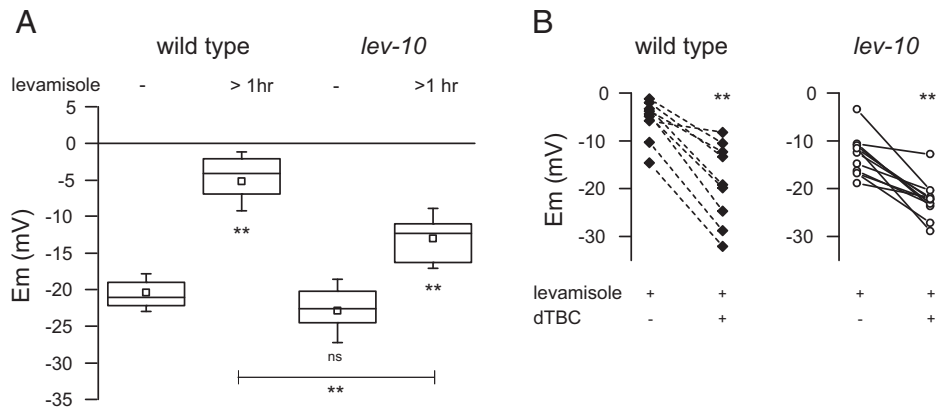 A
wild type lev-10
levamisole - > 1hr - >1 hr
5
0
-5
-10
-15
-20
-25
-30
-35
Em (mV)
**
**
ns
**
B
wild type lev-10
0
-10
-20
-30
Em (mV)
**
0
-10
-20
-30
**
levamisole + + + +
dTBC - + - +